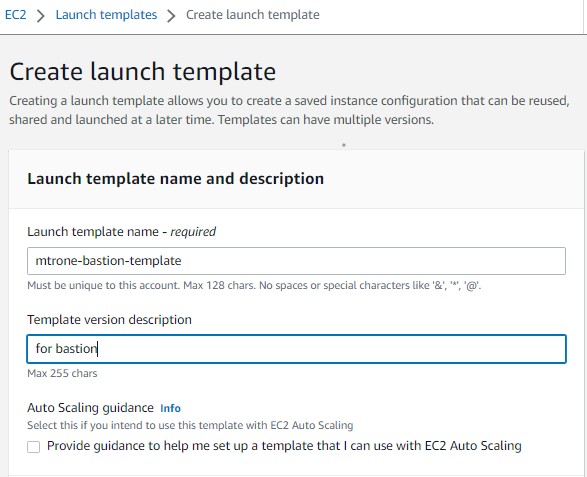 EC2 > Launch templates > Create launch template
Create launch template
Creating a launch template allows you to create a saved instance configuration that can be reused,
shared and launched at a later time. Templates can have multiple versions.
Launch template name and description
Launch template name - required
mtrone-bastion-template
Must be unique to this account. Max 128 chars. No spaces or special characters like '&', '*', '@'.
Template version description
for bastion
Max 255 chars
Auto Scaling guidance Info
Select this if you intend to use this template with EC2 Auto Scaling
Provide guidance to help me set up a template that I can use with EC2 Auto Scaling